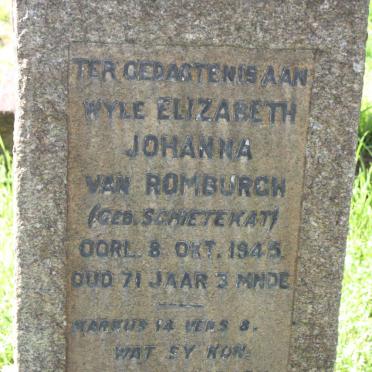 TER GEDAGTENIS AAN
WYLE ELIZABETH
JOHANNA
VAN ROMBURGH
(GEB. SCHIETEKAT)
OORL. 8 OKT. 1945.
OUD 71 JAAR 3 MNDE
MARKUS 14 VERS 8.
WAT SY KON